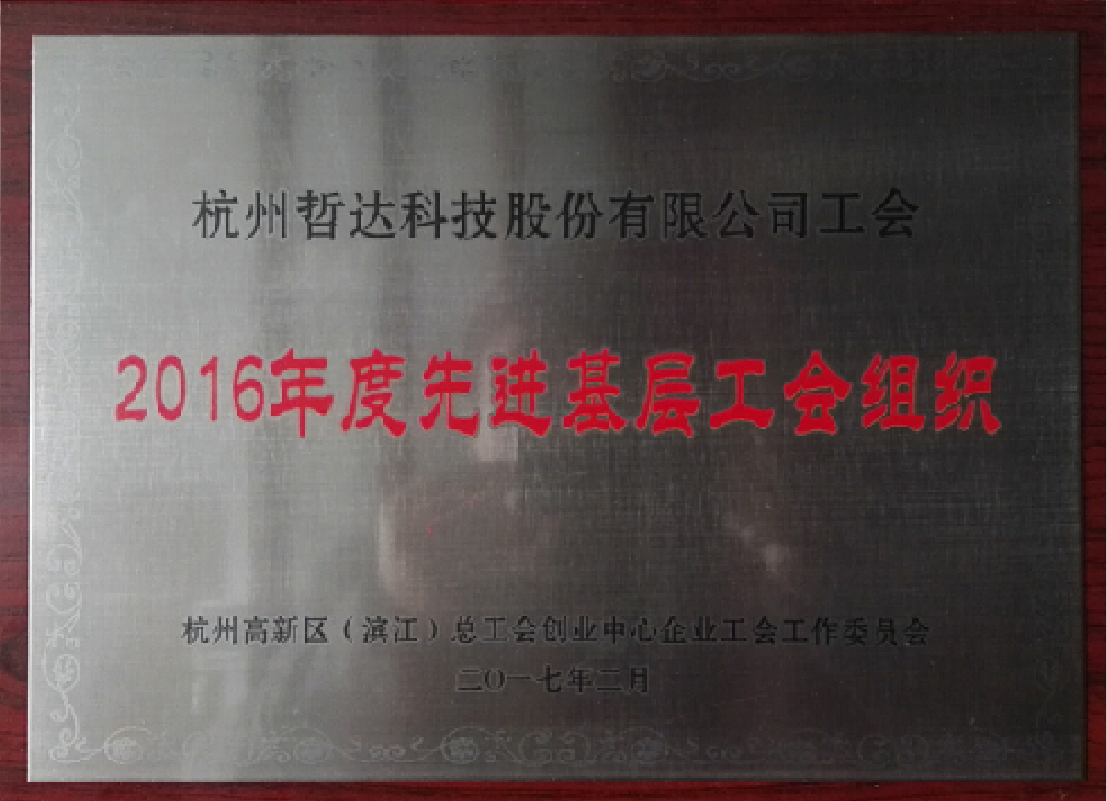 杭州哲达科技股份有限公司工会
2016年度先进基层工会组织
杭州高新区（滨江）总工会创业中心企业工会工作委员会
二〇一七年二月